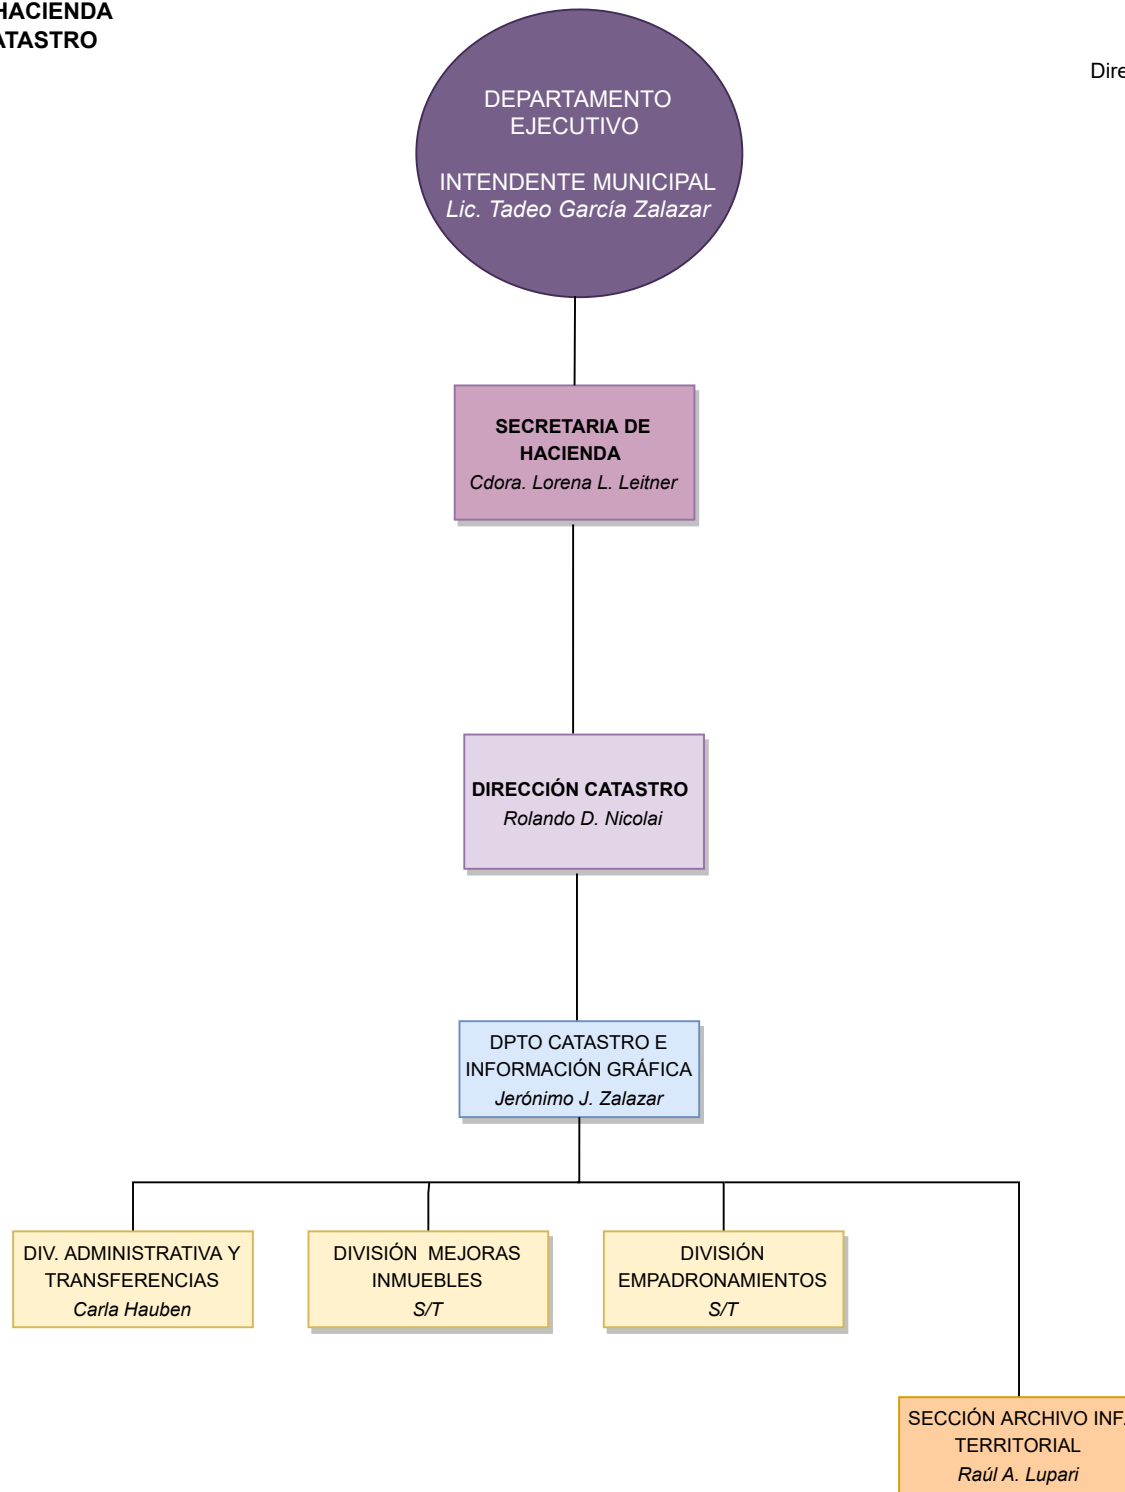 HACIENDA
ATASTRO
Dire
DEPARTAMENTO
EJECUTIVO
INTENDENTE MUNICIPAL
Lic. Tadeo García Zalazar
SECRETARIA DE
HACIENDA
Cdora. Lorena L. Leitner
DIRECCIÓN CATASTRO
Rolando D. Nicolai
DPTO CATASTRO E
INFORMACIÓN GRÁFICA
Jerónimo J. Zalazar
DIV. ADMINISTRATIVA Y
TRANSFERENCIAS
Carla Hauben
DIVISIÓN MEJORAS
INMUEBLES
S/T
DIVISIÓN
EMPADRONAMIENTOS
S/T
SECCIÓN ARCHIVO INF.
TERRITORIAL
Raúl A. Lupari